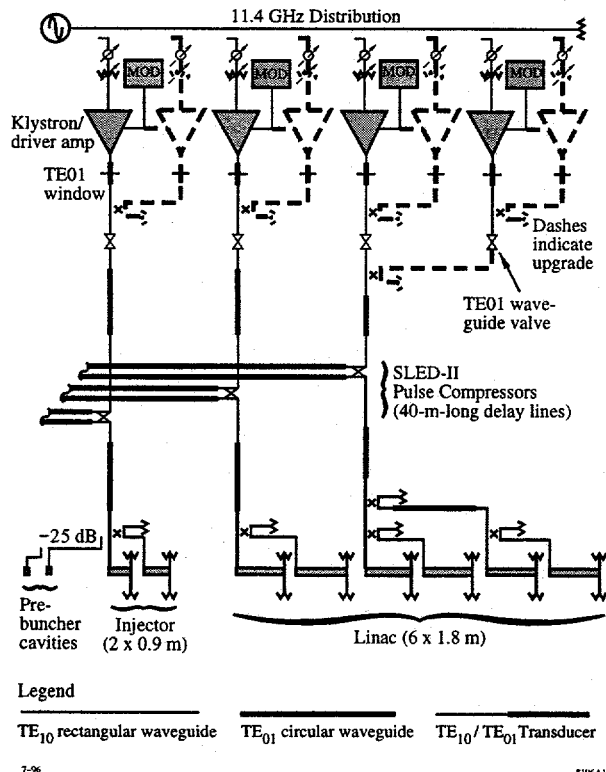 11.4 GHz Distribution
MOD
MOD
MOD
MOD
Klystron/
driver amp
TE01
window
Dashes
indicate
upgrade
TE01 wave-
guide valve
SLED-II
Pulse Compressors
(40-m-long delay lines)
−25 dB
Pre-
buncher
cavities
Injector
(2 x 0.9 m)
Linac (6 x 1.8 m)
Legend
TE10 rectangular waveguide
TE01 circular waveguide
TE10 / TE01 Transducer
7-96